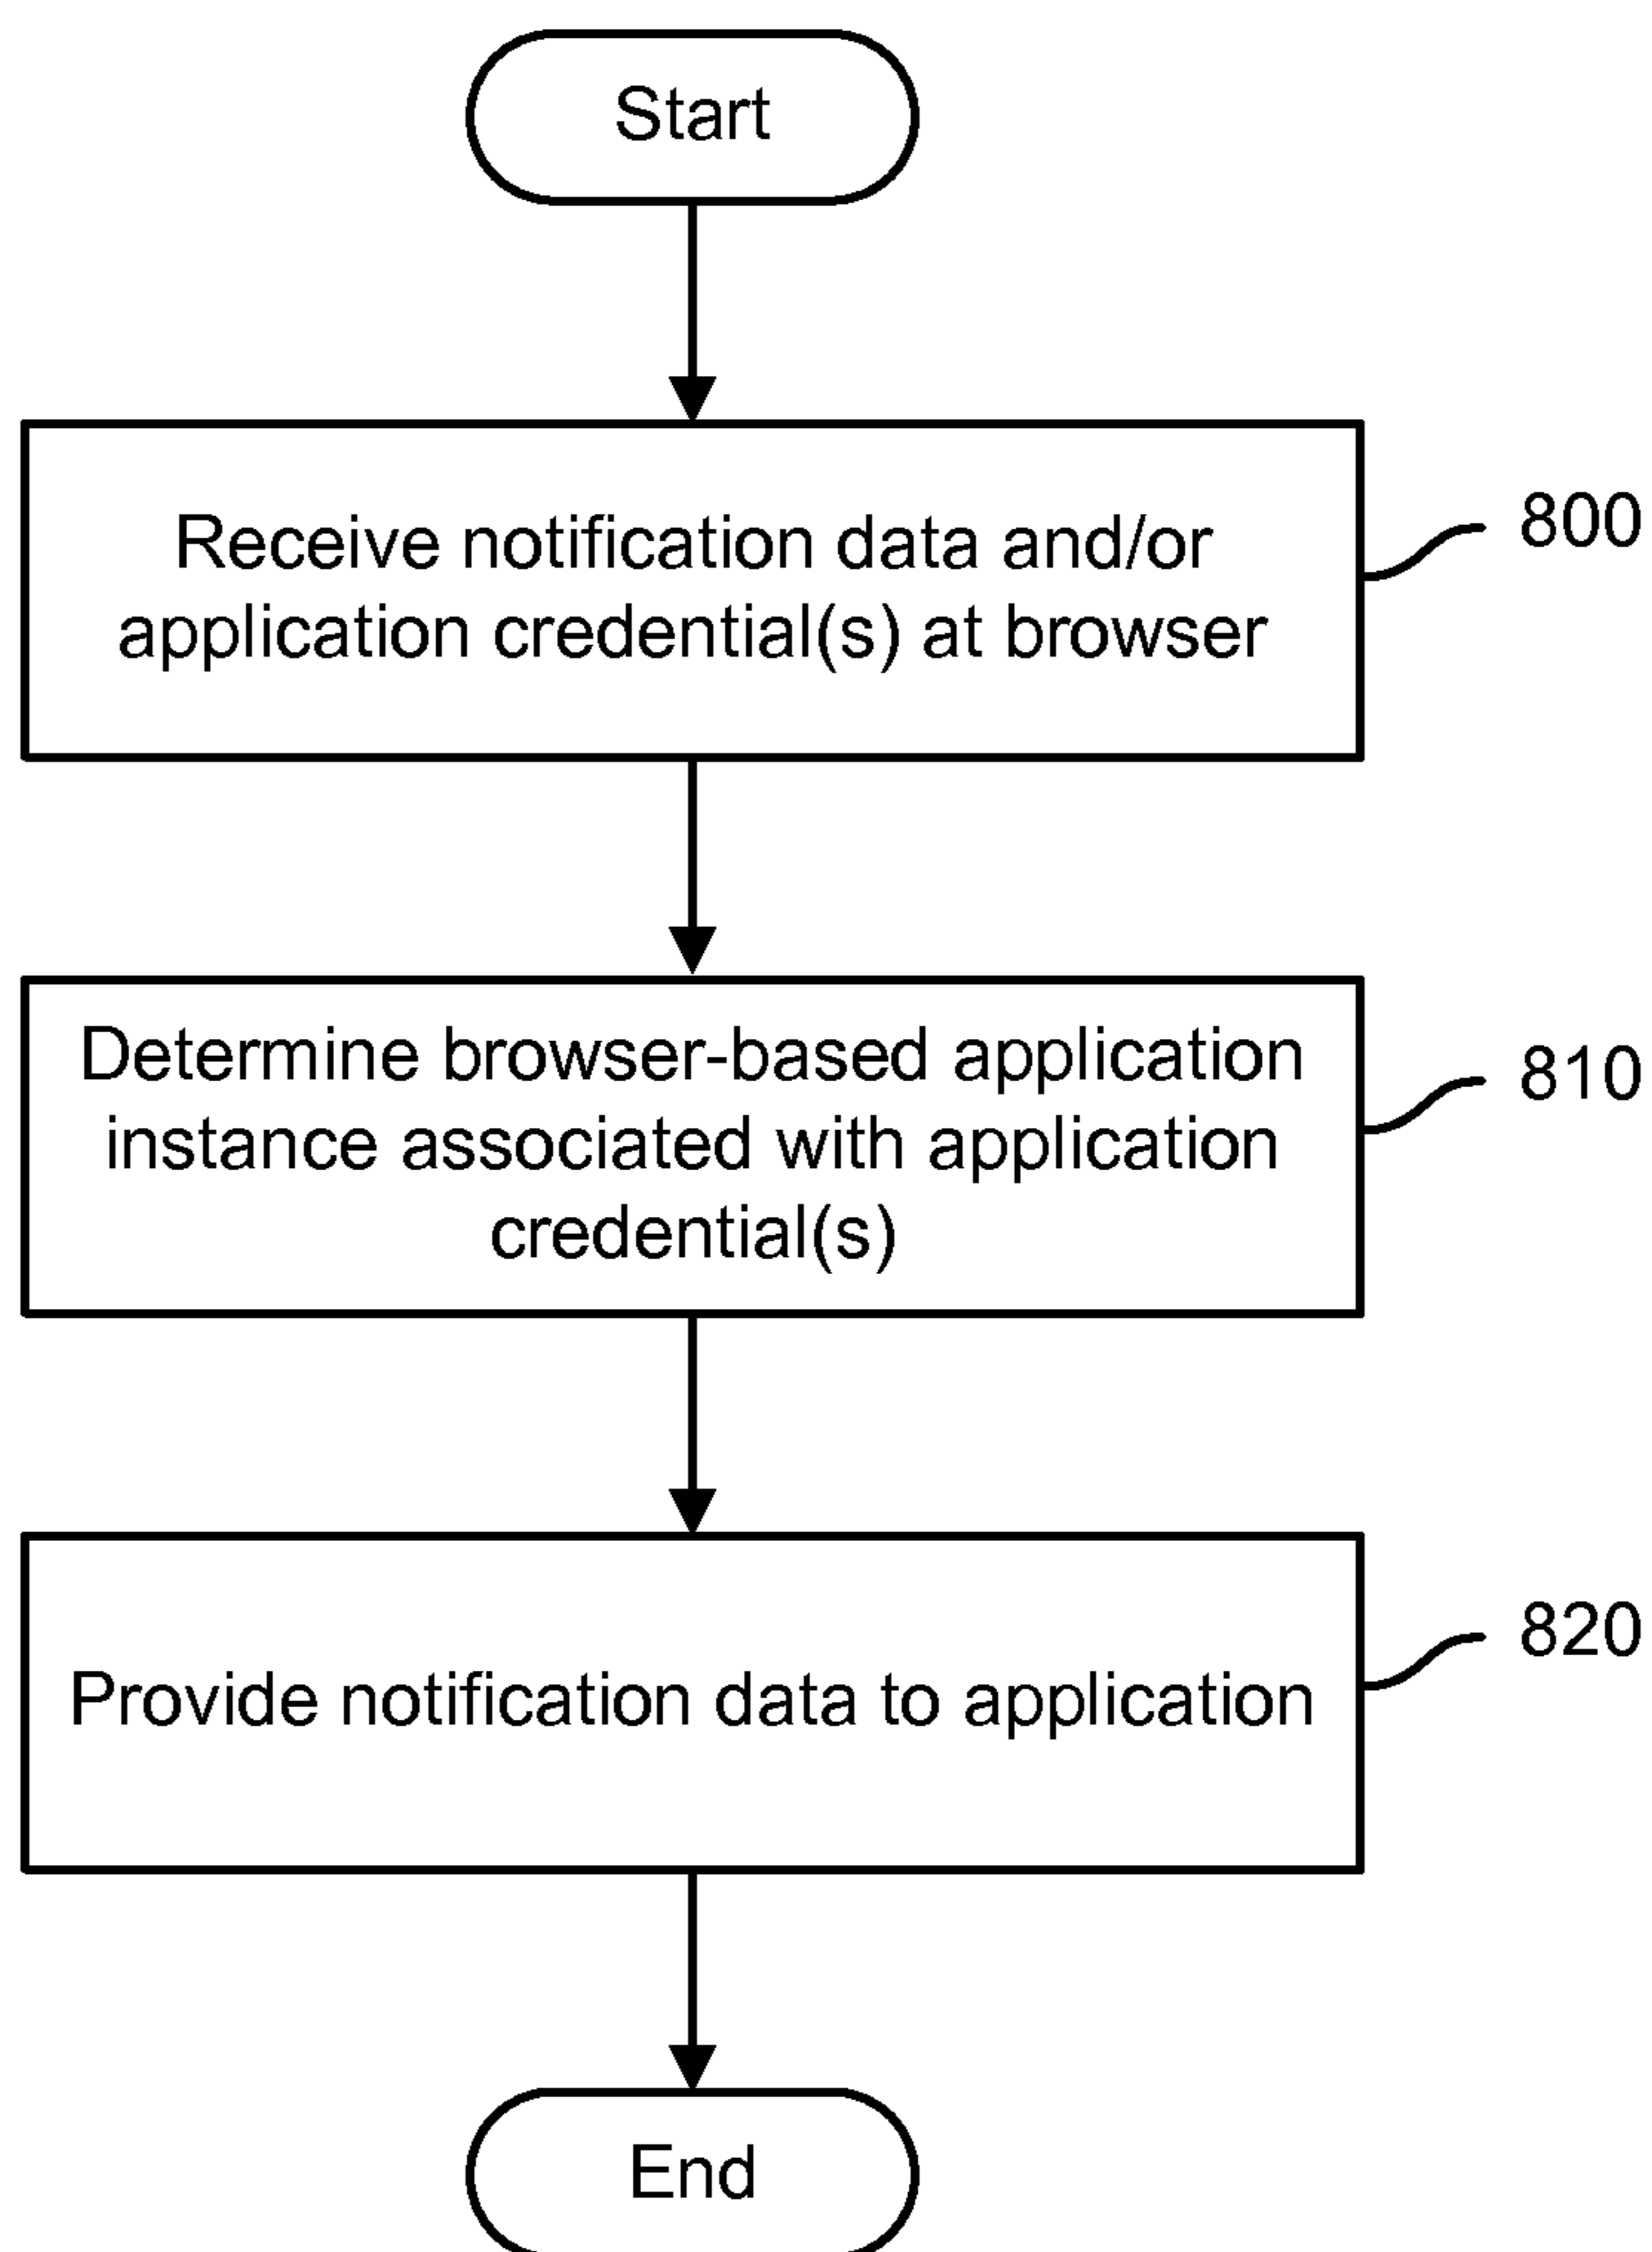 Start
Receive notification data and/or
application credential(s) at browser
800
Determine browser-based application
instance associated with application
credential(s)
810
Provide notification data to application
820
End